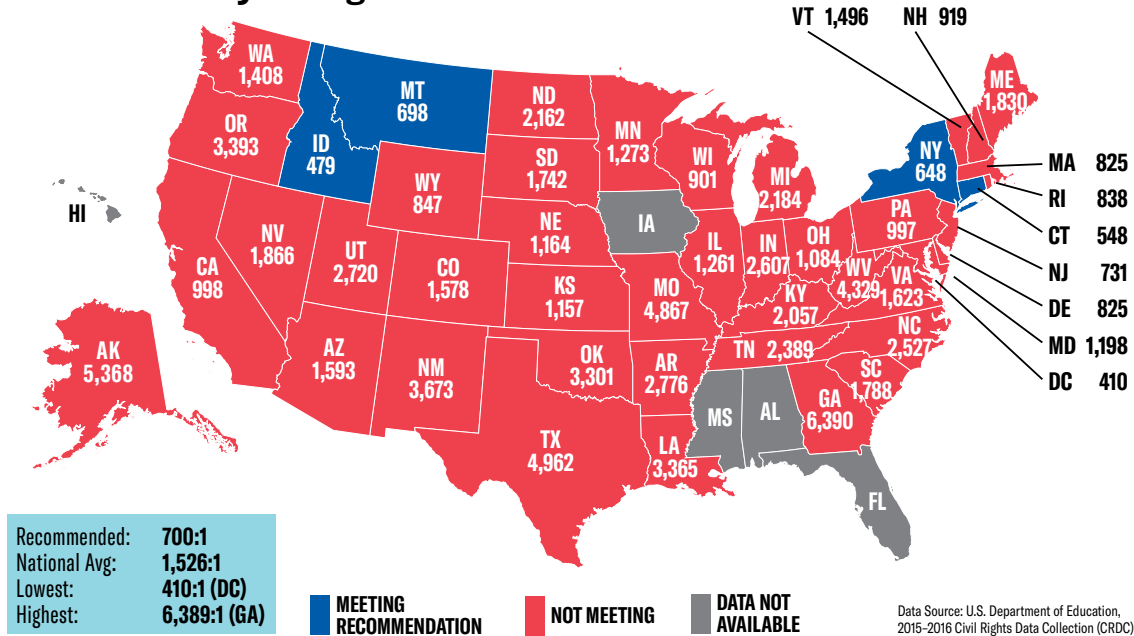 VT 1,496
NH 919
WA
1,408
MT
698
ND
2,162
MN
1,273
ME
1,830
OR
3,393
ID
479
SD
1,742
WI
901
MI
2,184
NY
648
MA 825
RI 838
CT 548
NJ 731
DE 825
MD 1,198
DC 410
HI
WY
847
NE
1,164
IA
PA
997
NV
1,866
UT
2,720
CO
1,578
KS
1,157
IL
1,261
IN
2,607
OH
1,084
WV
4,329
VA
1,623
CA
998
MO
4,867
KY
2,057
AK
5,368
AZ
1,593
NM
3,673
OK
3,301
AR
2,776
TN 2,389
NC
2,527
SC
1,788
MS
AL
GA
6,390
TX
4,962
LA
3,365
FL
Recommended: 700:1
National Avg: 1,526:1
Lowest: 410:1 (DC)
Highest: 6,389:1 (GA)
MEETING
RECOMMENDATION
NOT MEETING
DATA NOT
AVAILABLE
Data Source: U.S. Department of Education,
2015–2016 Civil Rights Data Collection (CRDC)